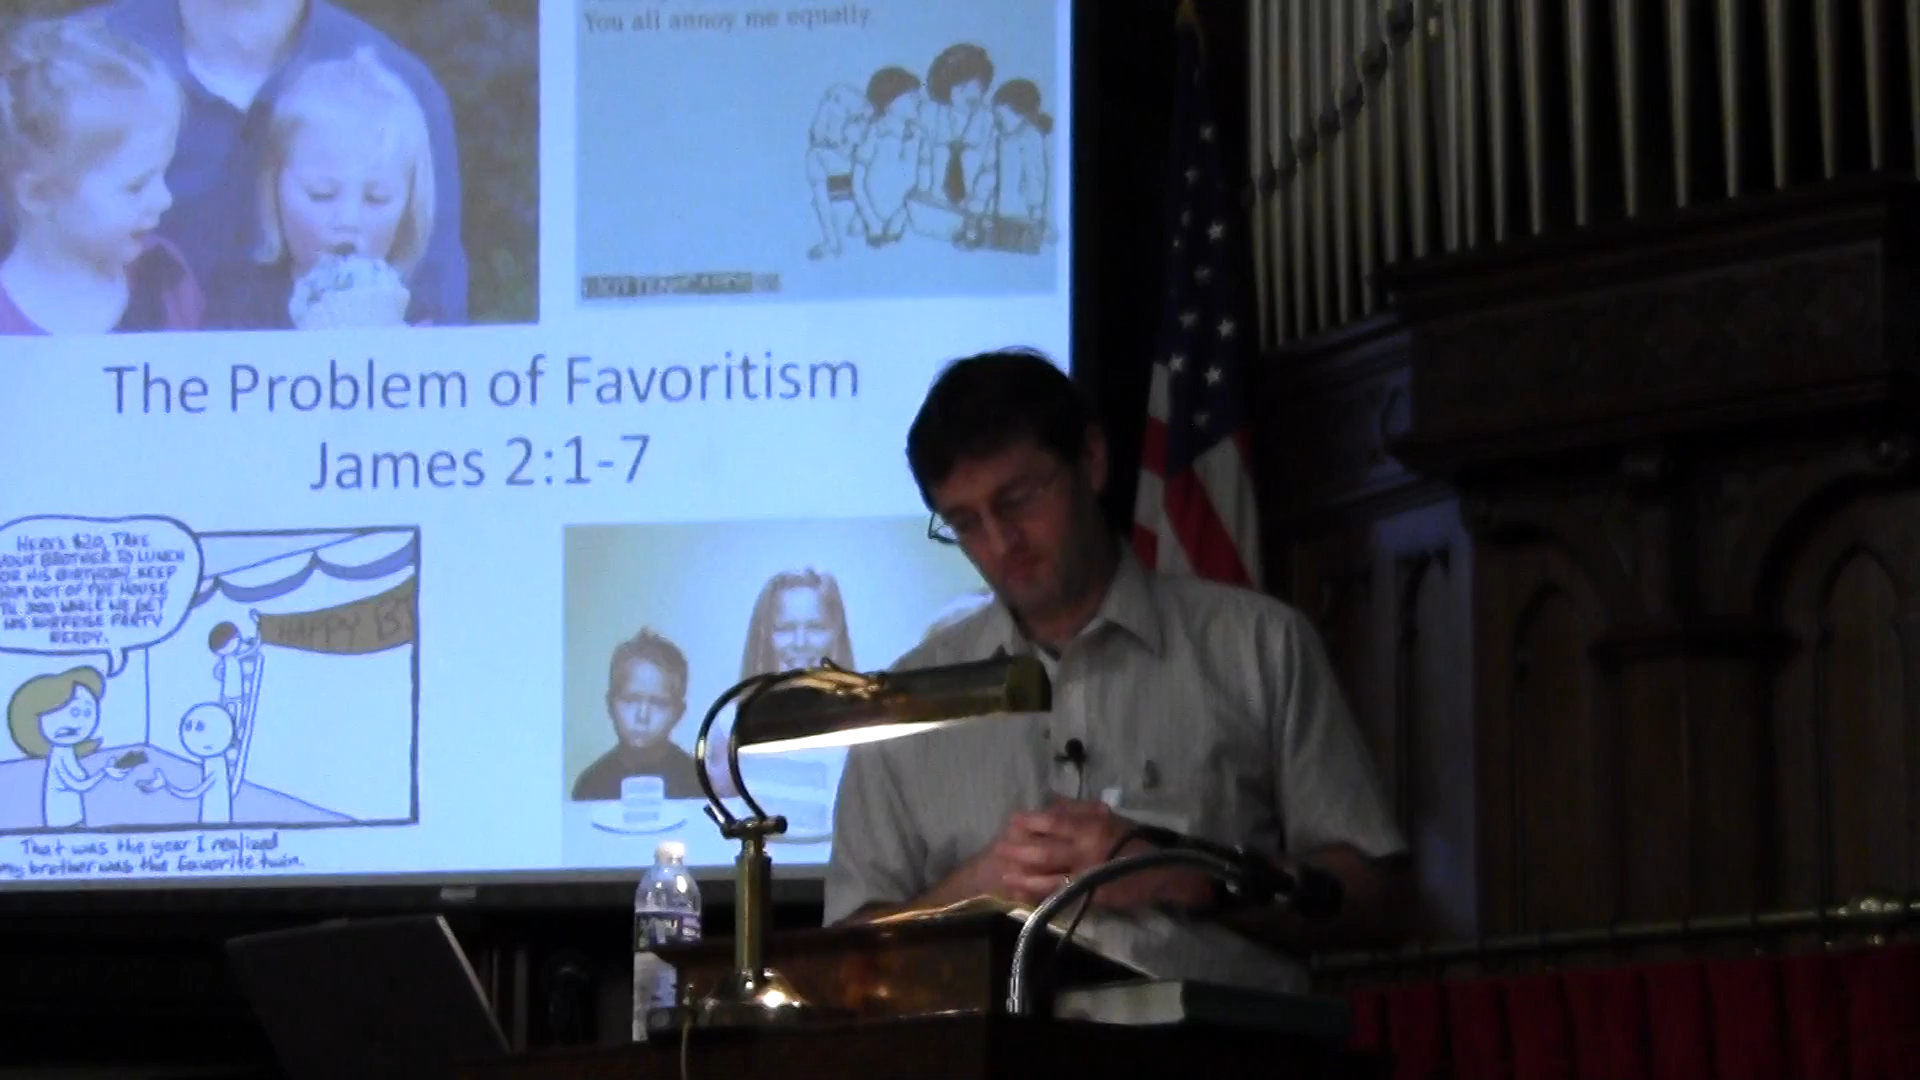 You all annoy me equally.
The Problem of Favoritism
James 2:1-7
HERE'S $20, TAKE
YOUR BROTHER TO LUNCH
FOR HIS BIRTHDAY. KEEP
HIM OUT OF THE HOUSE
'TIL 3:00 WHILE WE GET
HIS SURPRISE PARTY
READY.
HAPPY B
That was the year I realized
my brother was the favorite twin.